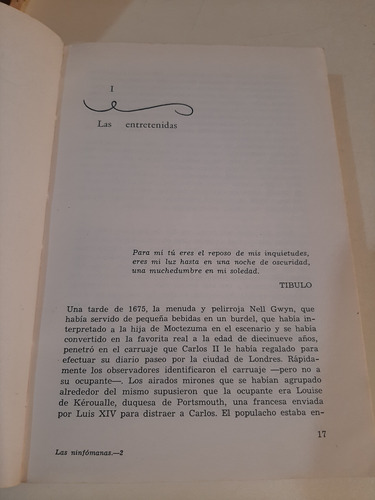 I
Las entretenidas
Para mi tú eres el reposo de mis inquietudes,
eres mi luz hasta en una noche de oscuridad,
una muchedumbre en mi soledad.
TIBULO
Una tarde de 1675, la menuda y pelirroja Nell Gwyn, que
había servido de pequeña bebidas en un burdel, que había in-
terpretado a la hija de Moctezuma en el escenario y se había
convertido en la favorita real a la edad de diecinueve años,
penetró en el carruaje que Carlos II le había regalado para
efectuar su diario paseo por la ciudad de Londres. Rápida-
mente los observadores identificaron el carruaje —pero no a
su ocupante—. Los airados mirones que se habían agrupado
alrededor del mismo supusieron que la ocupante era Louise
de Kéroualle, duquesa de Portsmouth, una francesa enviada
por Luis XIV para distraer a Carlos. El populacho estaba en-
17
Las ninfómanas.—2